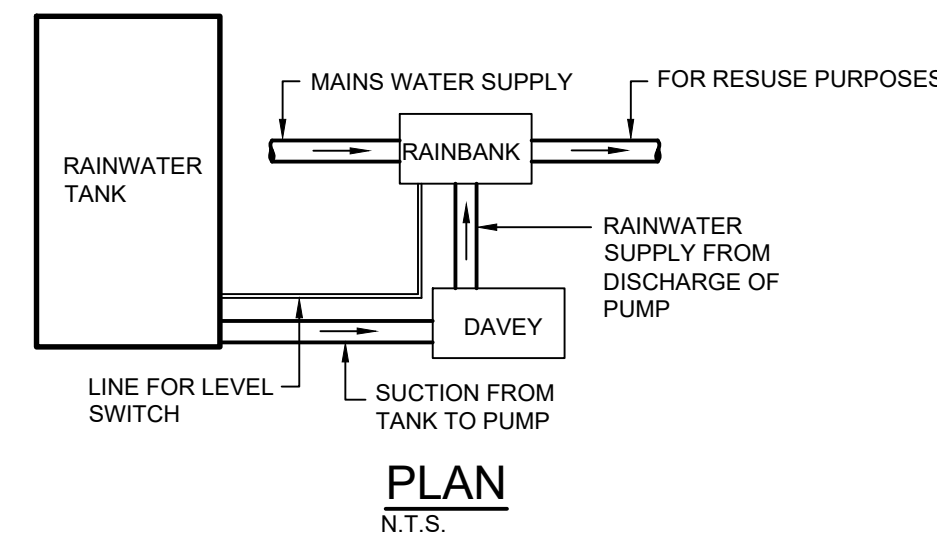 MAINS WATER SUPPLY
FOR RESUSE PURPOSES
RAINWATER
TANK
RAINBANK
RAINWATER
SUPPLY FROM
DISCHARGE OF
PUMP
DAVEY
LINE FOR LEVEL
SWITCH
SUCTION FROM
TANK TO PUMP
PLAN
N.T.S.